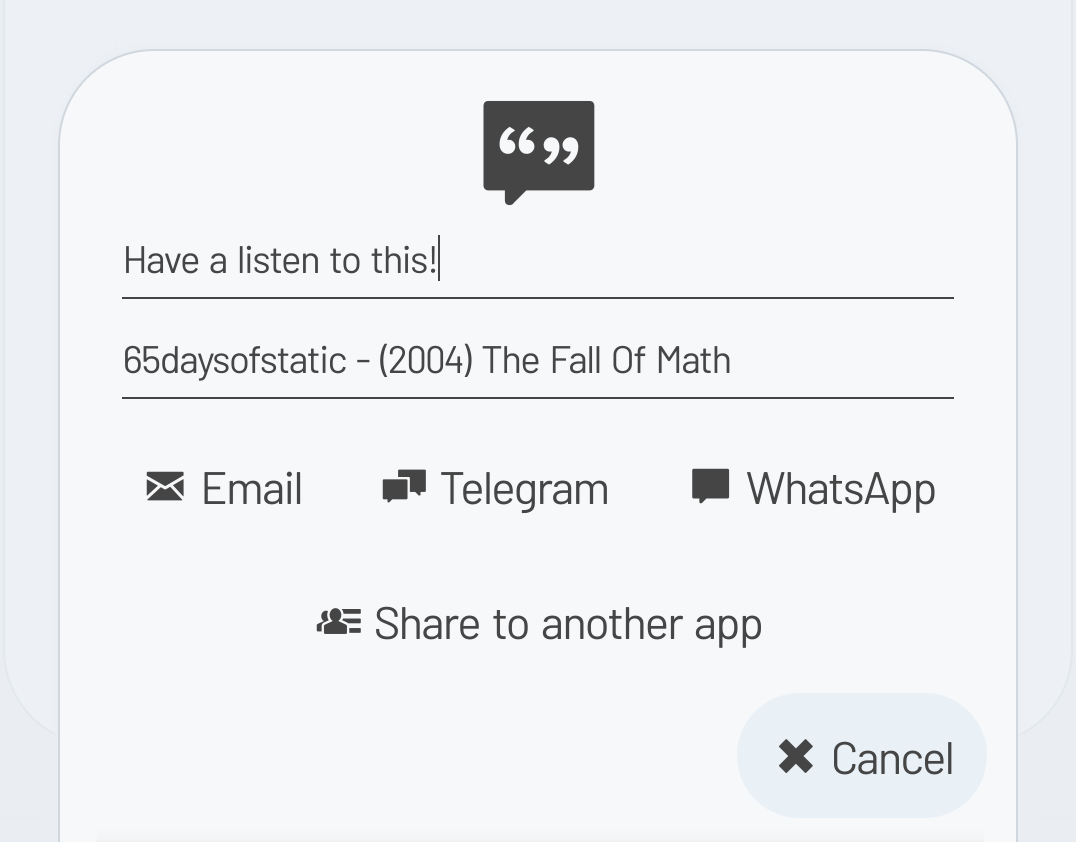 Have a listen to this!
65daysofstatic - (2004) The Fall Of Math
Email Telegram WhatsApp
Share to another app
Cancel